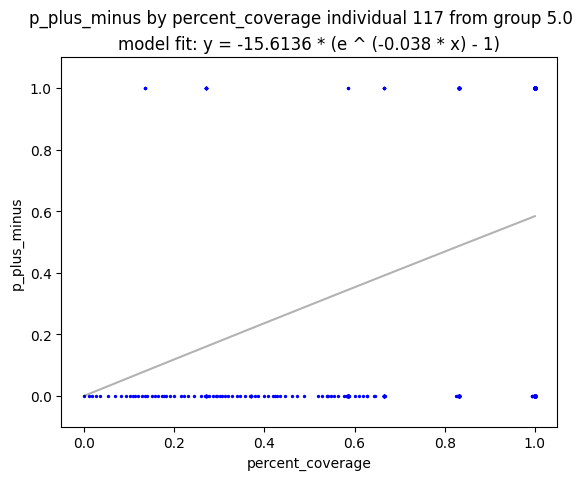 p_plus_minus by percent_coverage individual 117 from group 5.0
model fit: y = -15.6136 * (e ^ (-0.038 * x) - 1)
1.0
0.8
0.6
0.4
0.2
0.0
p_plus_minus
0.0 0.2 0.4 0.6 0.8 1.0
percent_coverage